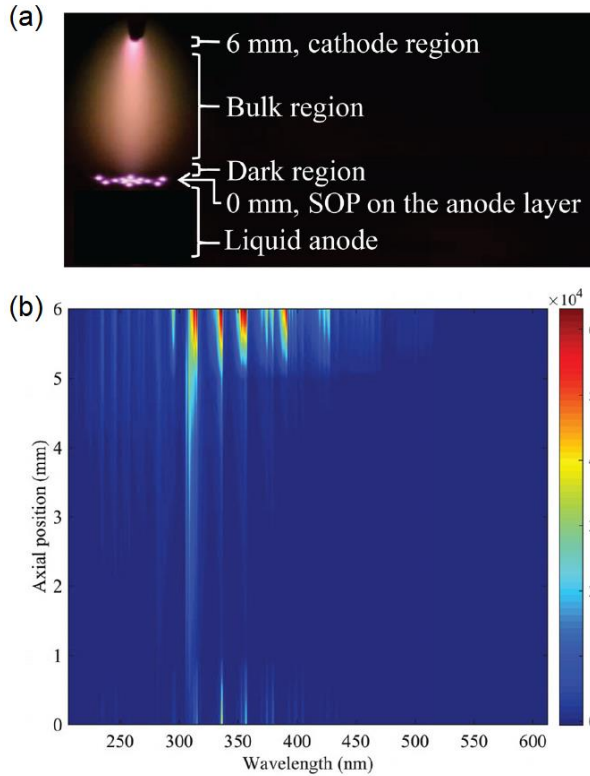 (a)
6 mm, cathode region
Bulk region
Dark region
0 mm, SOP on the anode layer
Liquid anode
(b)
×10⁴
6
5
4
3
2
1
0
250 300 350 400 450 500 550 600
Axial position (mm)
Wavelength (nm)